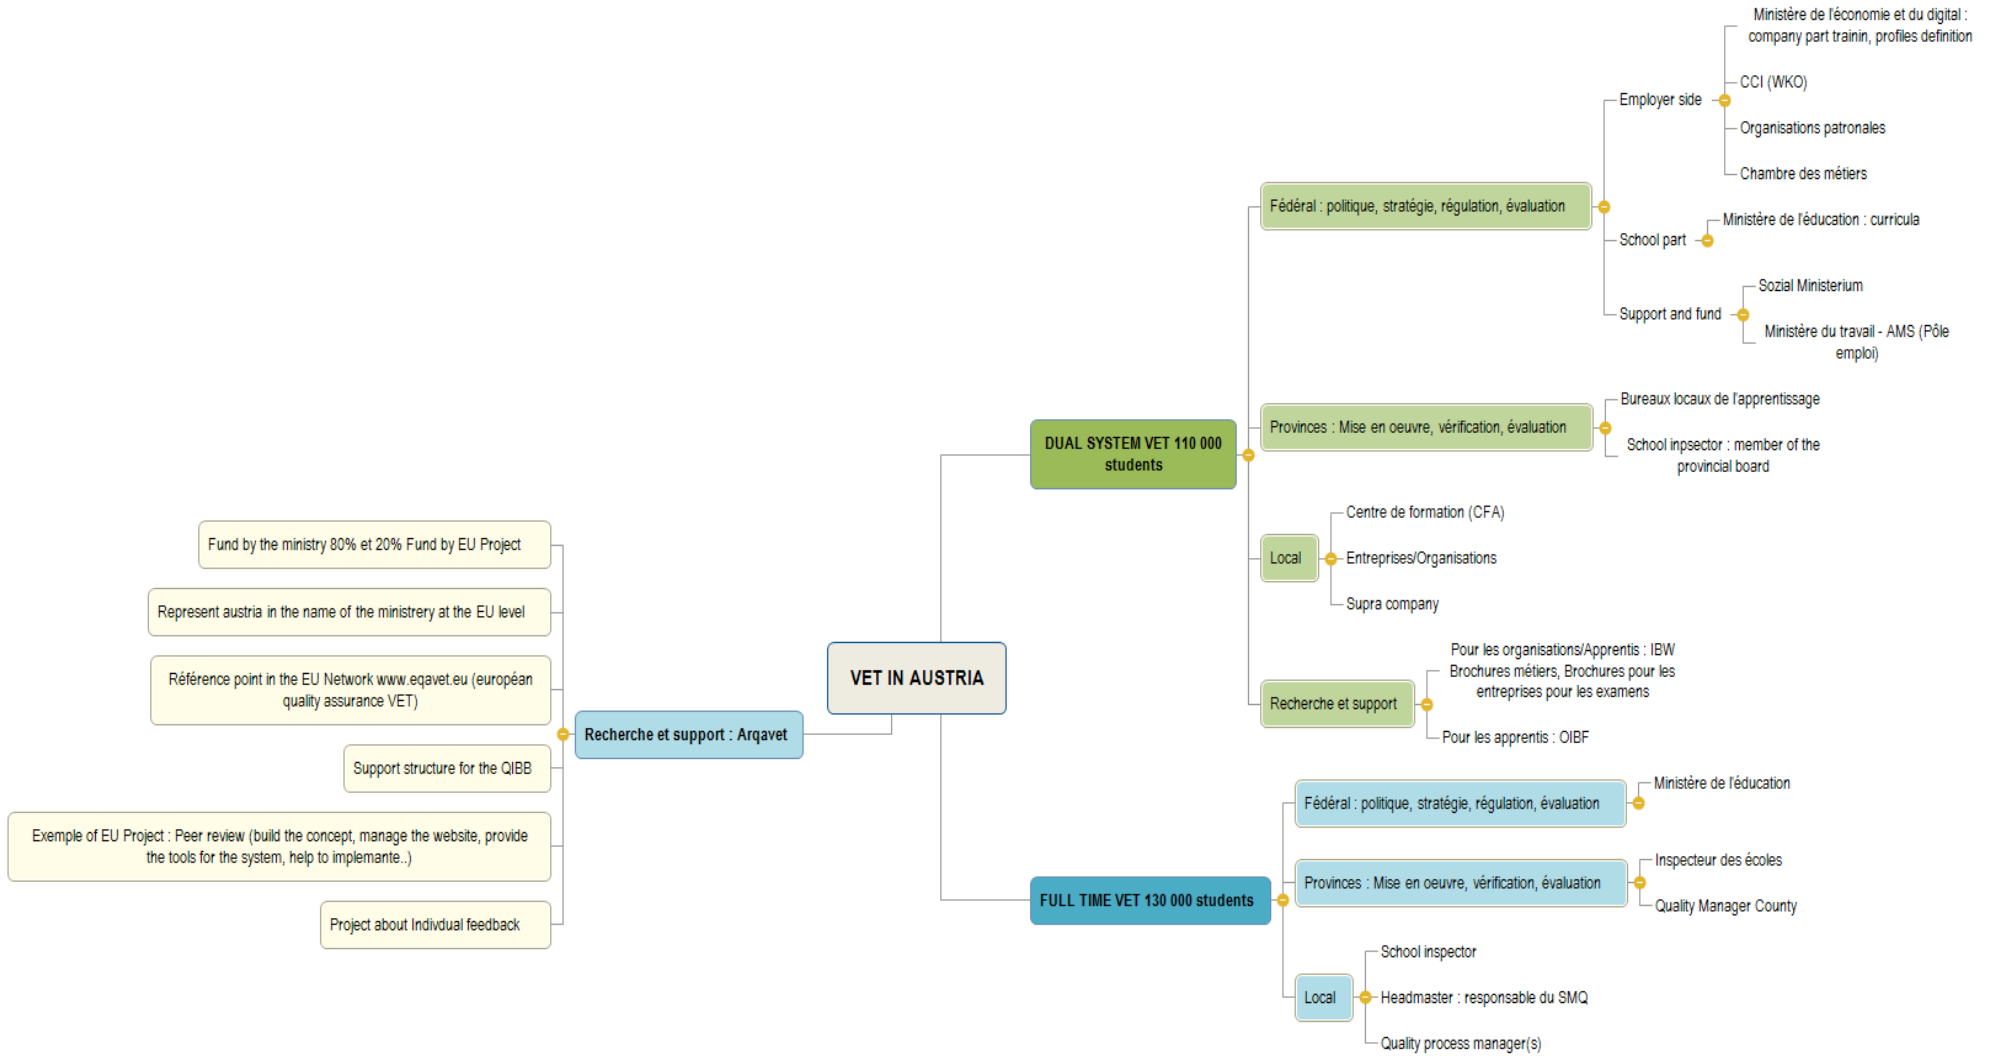 VET IN AUSTRIA
DUAL SYSTEM VET 110 000
students
Fédéral : politique, stratégie, régulation, évaluation
Employer side
Ministère de l'économie et du digital :
company part trainin, profiles definition
CCI (WKO)
Organisations patronales
Chambre des métiers
School part
Ministère de l'éducation : curricula
Support and fund
Sozial Ministerium
Ministère du travail - AMS (Pôle
emploi)
Provinces : Mise en oeuvre, vérification, évaluation
Bureaux locaux de l'apprentissage
School inpsector : member of the
provincial board
Local
Centre de formation (CFA)
Entreprises/Organisations
Supra company
Recherche et support
Pour les organisations/Apprentis : IBW
Brochures métiers, Brochures pour les
entreprises pour les examens
Pour les apprentis : OIBF
FULL TIME VET 130 000 students
Fédéral : politique, stratégie, régulation, évaluation
Ministère de l'éducation
Provinces : Mise en oeuvre, vérification, évaluation
Inspecteur des écoles
Quality Manager County
Local
School inspector
Headmaster : responsable du SMQ
Quality process manager(s)
Recherche et support : Arqavet
Fund by the ministry 80% et 20% Fund by EU Project
Represent austria in the name of the ministrery at the EU level
Référence point in the EU Network www.eqavet.eu (européan
quality assurance VET)
Support structure for the QIBB
Exemple of EU Project : Peer review (build the concept, manage the website, provide
the tools for the system, help to implemante..)
Project about Indivdual feedback